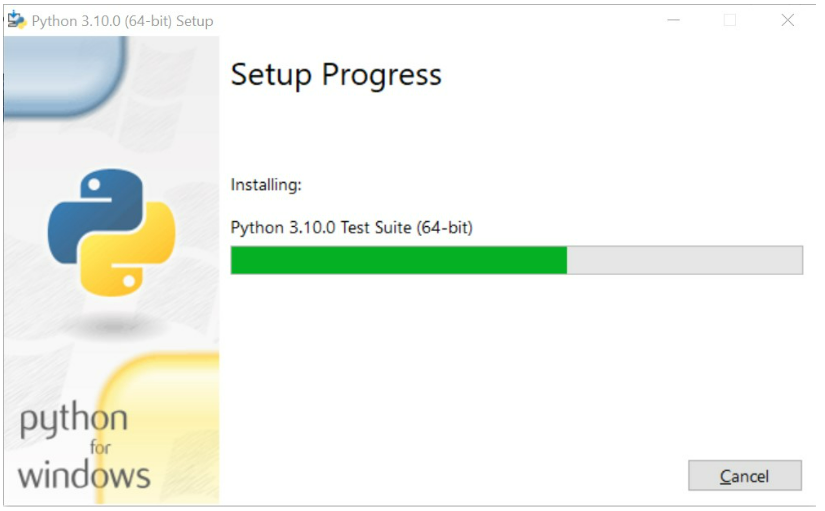 Python 3.10.0 (64-bit) Setup
Setup Progress
Installing:
Python 3.10.0 Test Suite (64-bit)
python
for
windows
Cancel